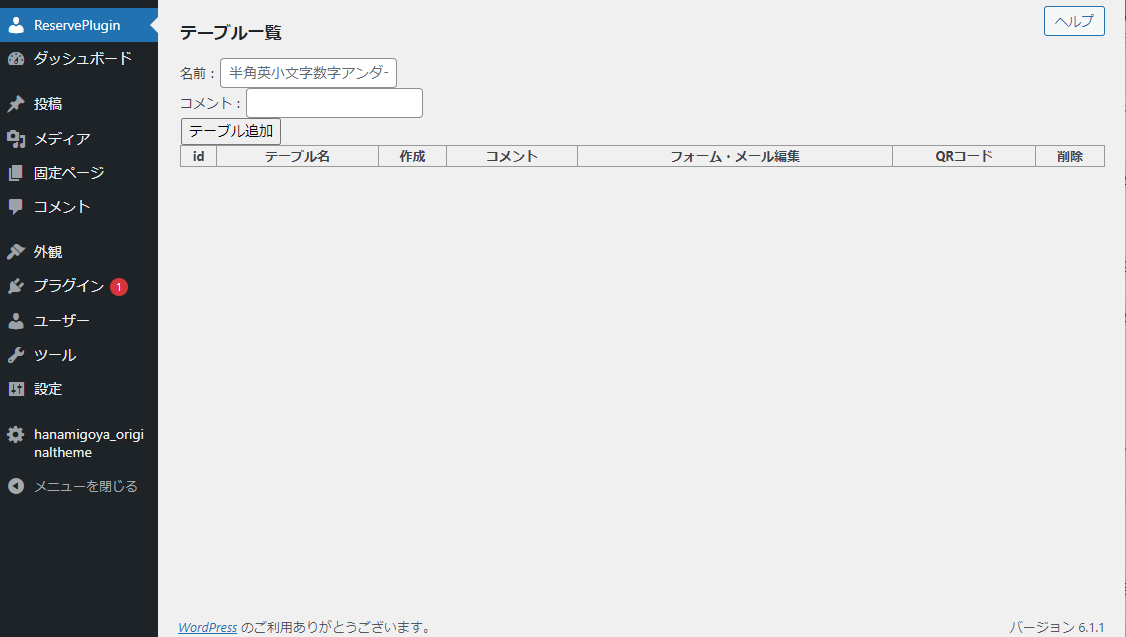 ReservePlugin
ダッシュボード
投稿
メディア
固定ページ
コメント
外観
プラグイン 1
ユーザー
ツール
設定
hanamigoya_origi
naltheme
メニューを閉じる
ヘルプ
テーブル一覧
名前： 半角英小文字数字アンダ-
コメント：
テーブル追加
id テーブル名 作成 コメント フォーム・メール編集 QRコード 削除
WordPress のご利用ありがとうございます。
バージョン 6.1.1